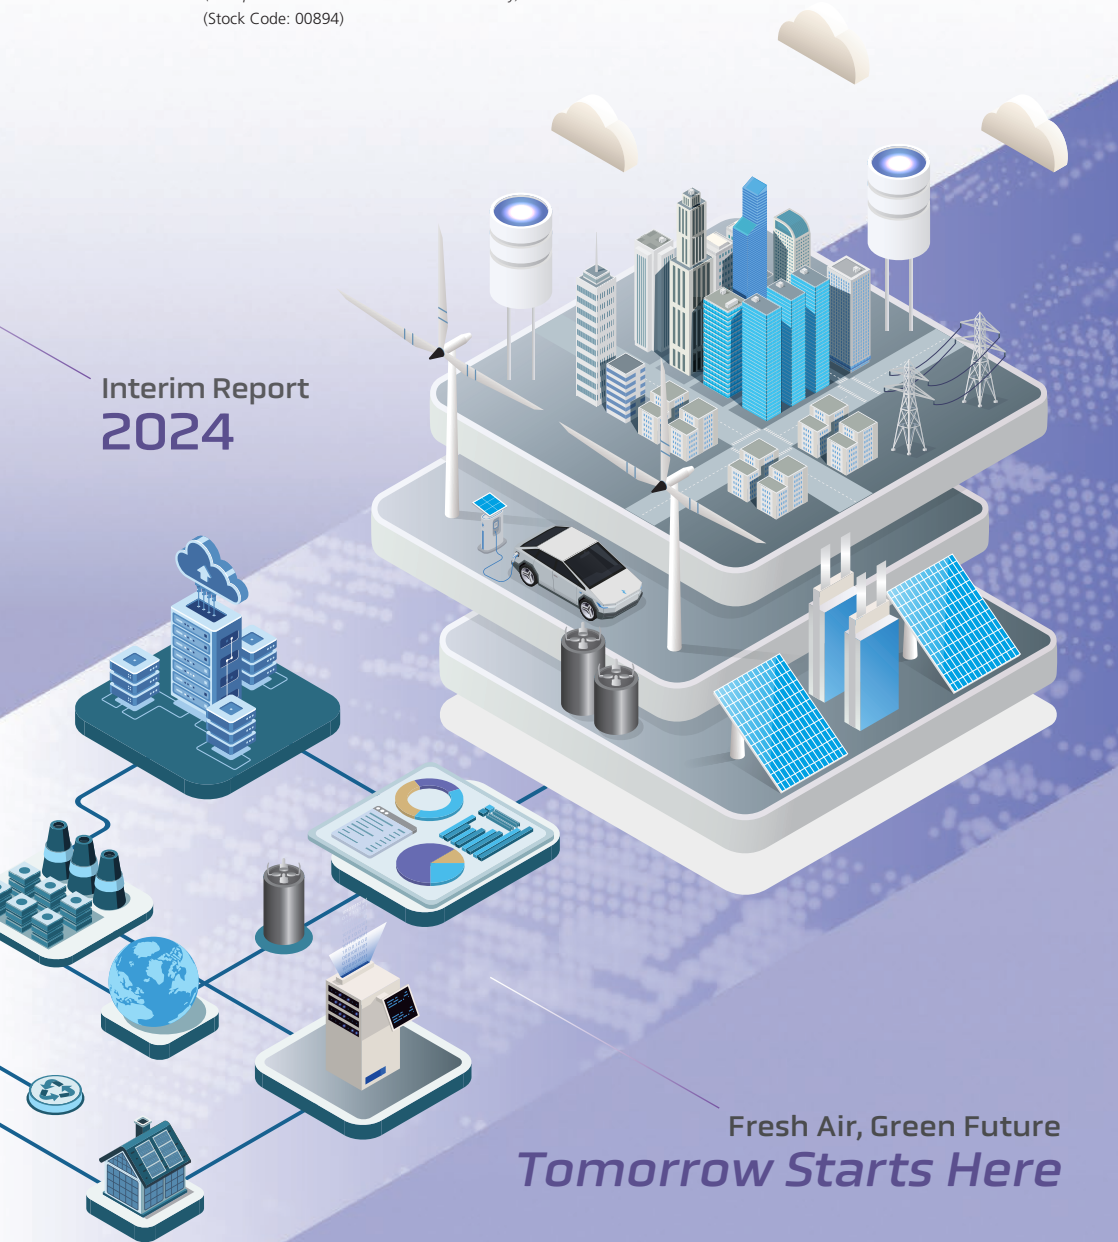 (Stock Code: 00894)
Interim Report
2024
Fresh Air, Green Future
Tomorrow Starts Here